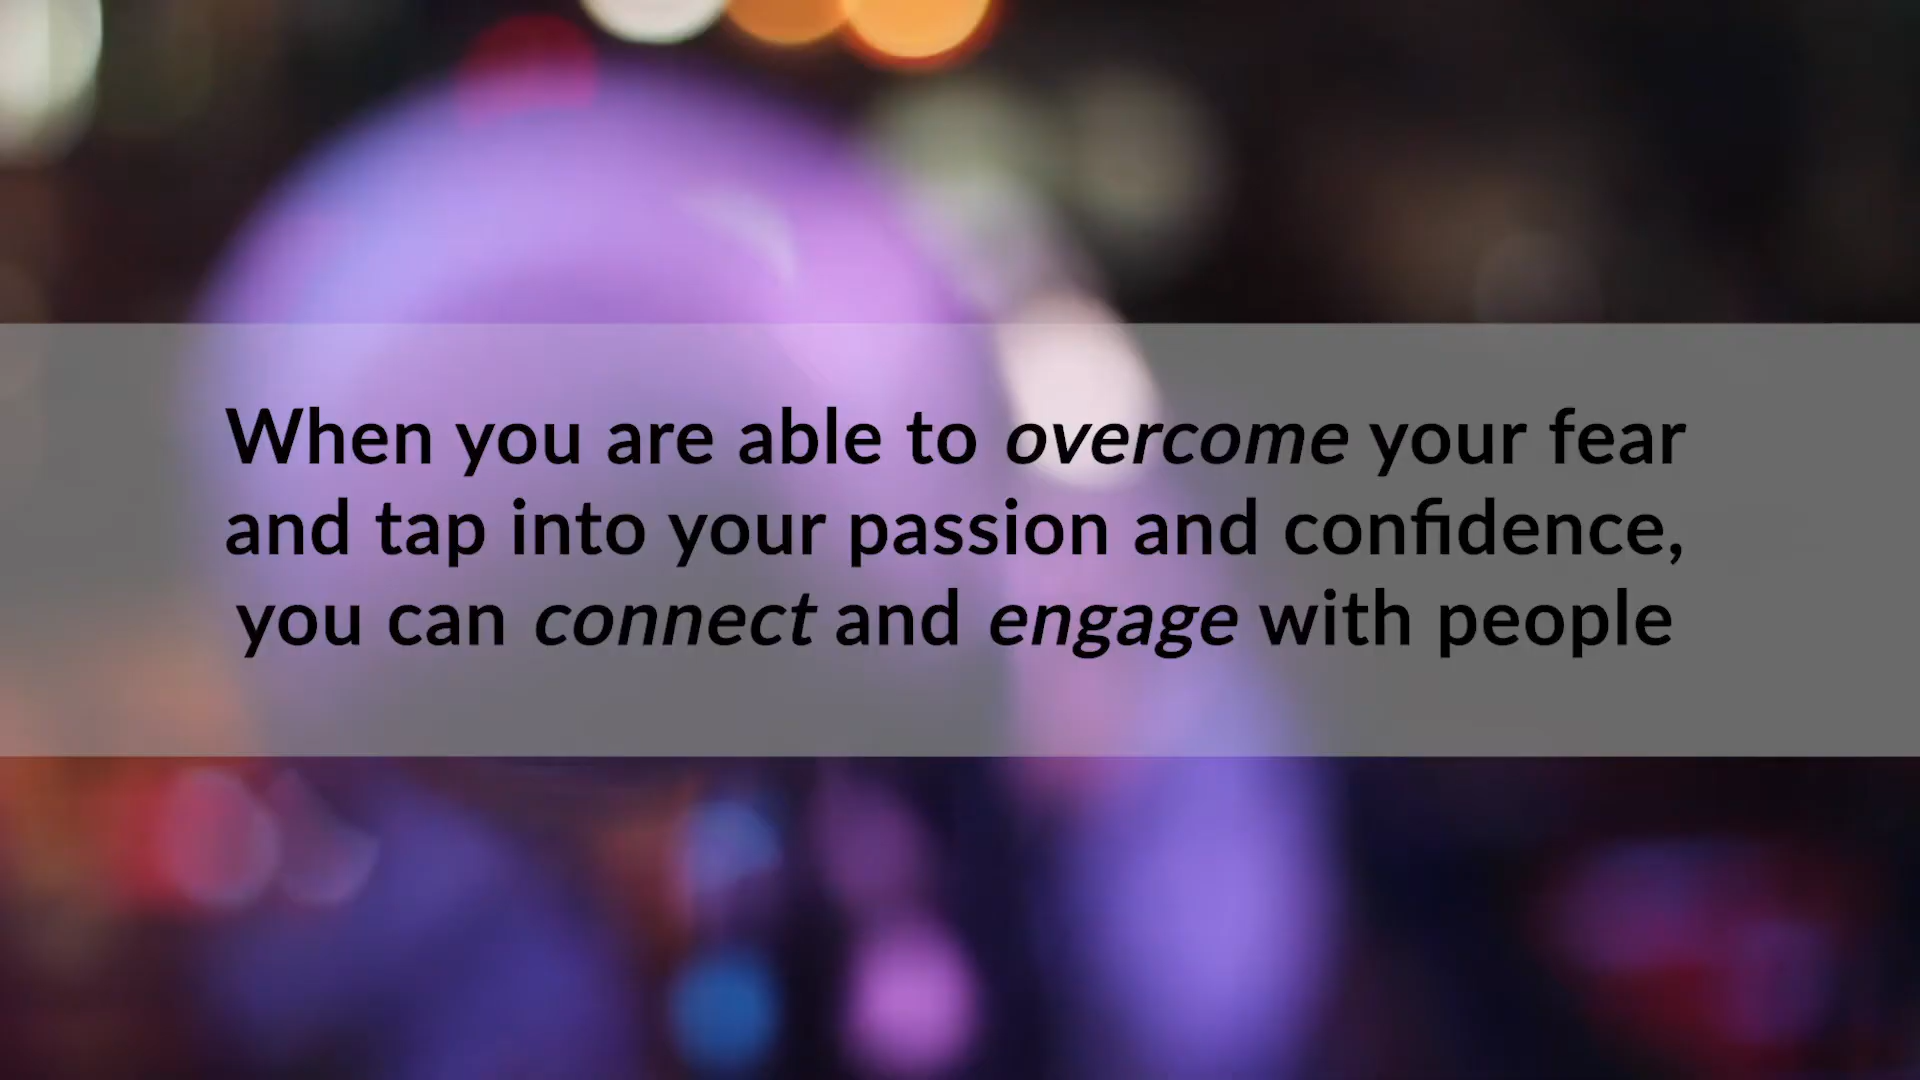 When you are able to overcome your fear
and tap into your passion and confidence,
you can connect and engage with people